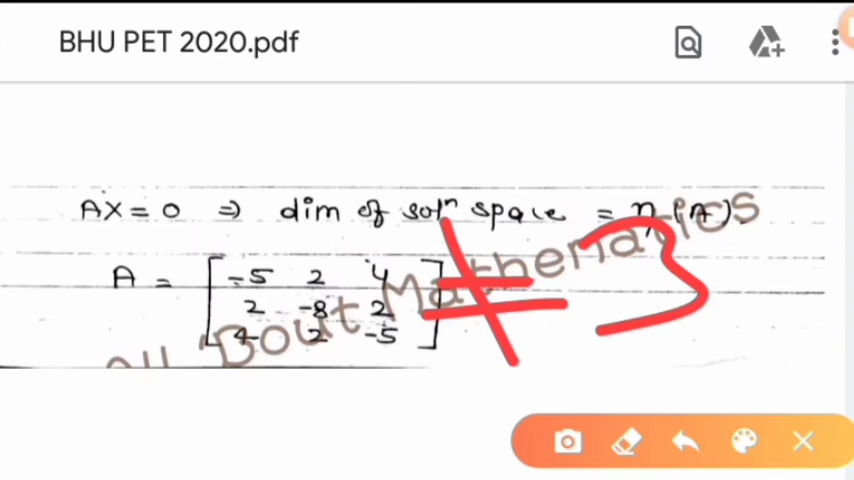 BHU PET 2020.pdf
AX = 0 ⇒ dim of solⁿ space = η(A).
A = [ -5 2 4
2 -8 2
4 2 -5 ]
≠ 3
All 'Bout Mathematics